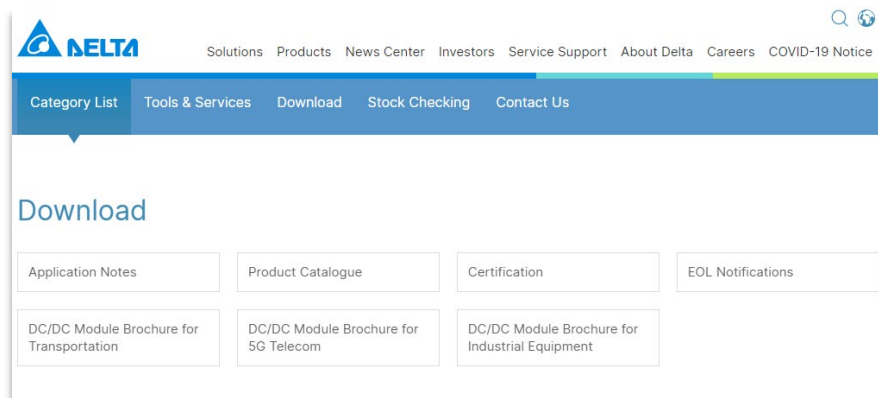 DELTA
Solutions Products News Center Investors Service Support About Delta Careers COVID-19 Notice
Category List Tools & Services Download Stock Checking Contact Us
Download
Application Notes
Product Catalogue
Certification
EOL Notifications
DC/DC Module Brochure for
Transportation
DC/DC Module Brochure for
5G Telecom
DC/DC Module Brochure for
Industrial Equipment